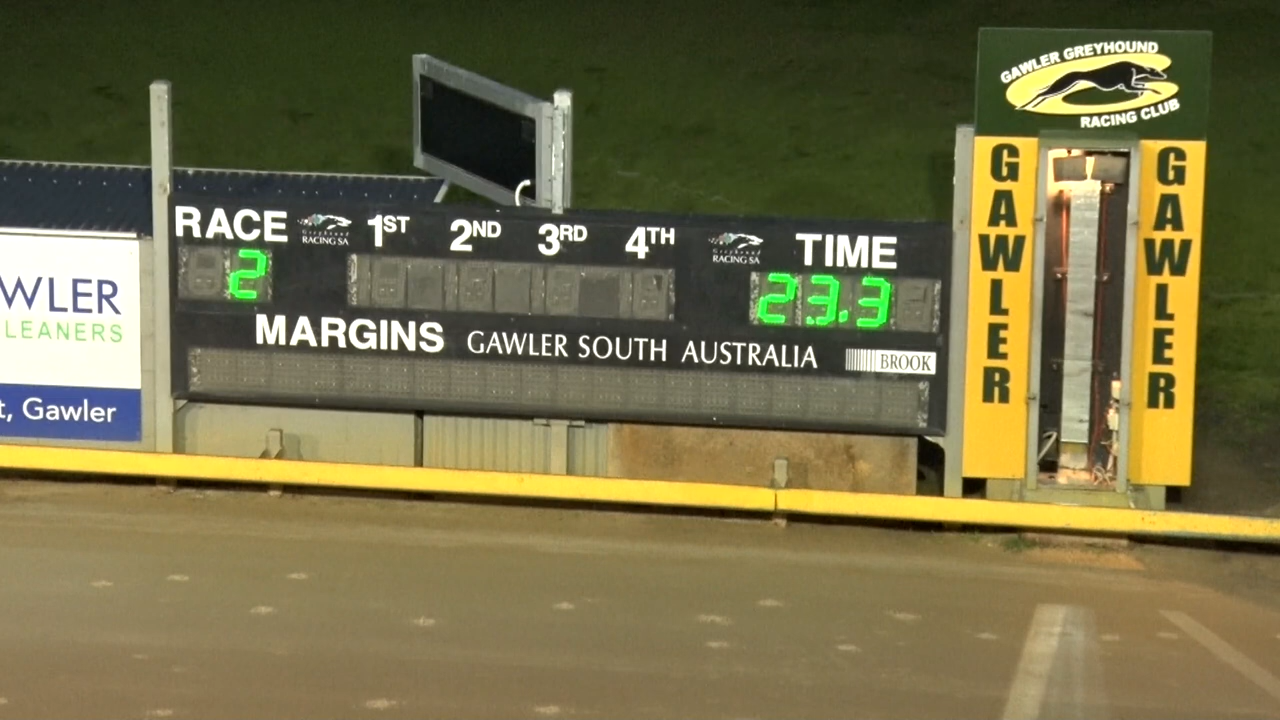 GAWLER GREYHOUND
RACING CLUB
GAWLER
GAWLER
RACE
Greyhound
RACING SA
1ST
2ND
3RD
4TH
Greyhound
RACING SA
TIME
2
23.3
MARGINS
GAWLER SOUTH AUSTRALIA
BROOK
WLER
LEANERS
t, Gawler